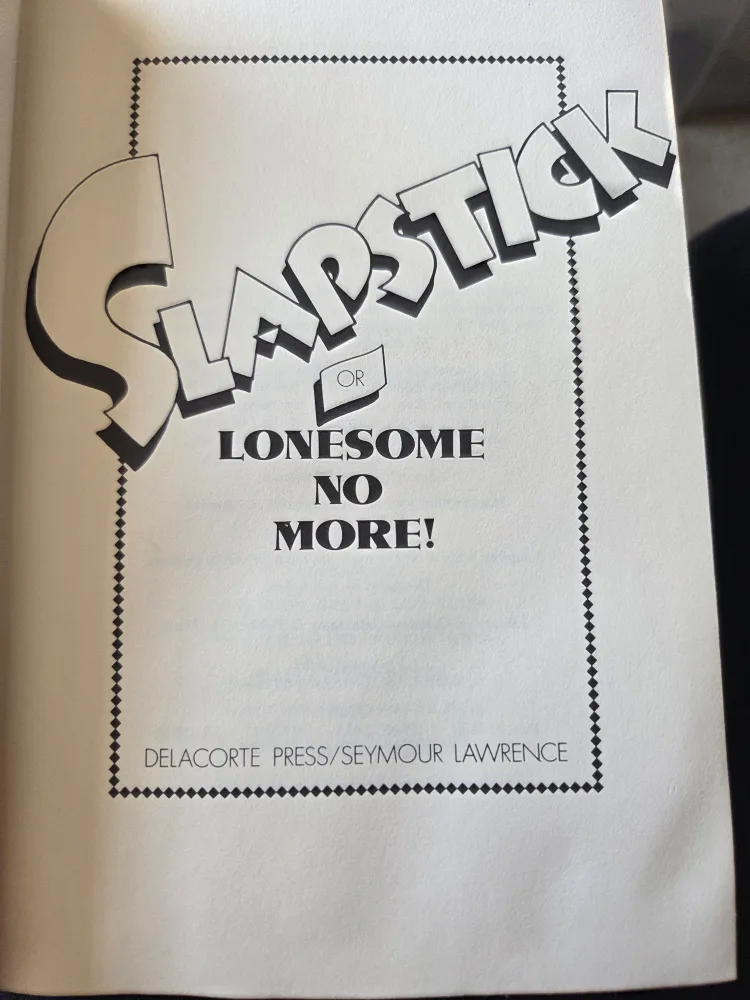 SLAPSTICK
OR
LONESOME
NO
MORE!
DELACORTE PRESS/SEYMOUR LAWRENCE